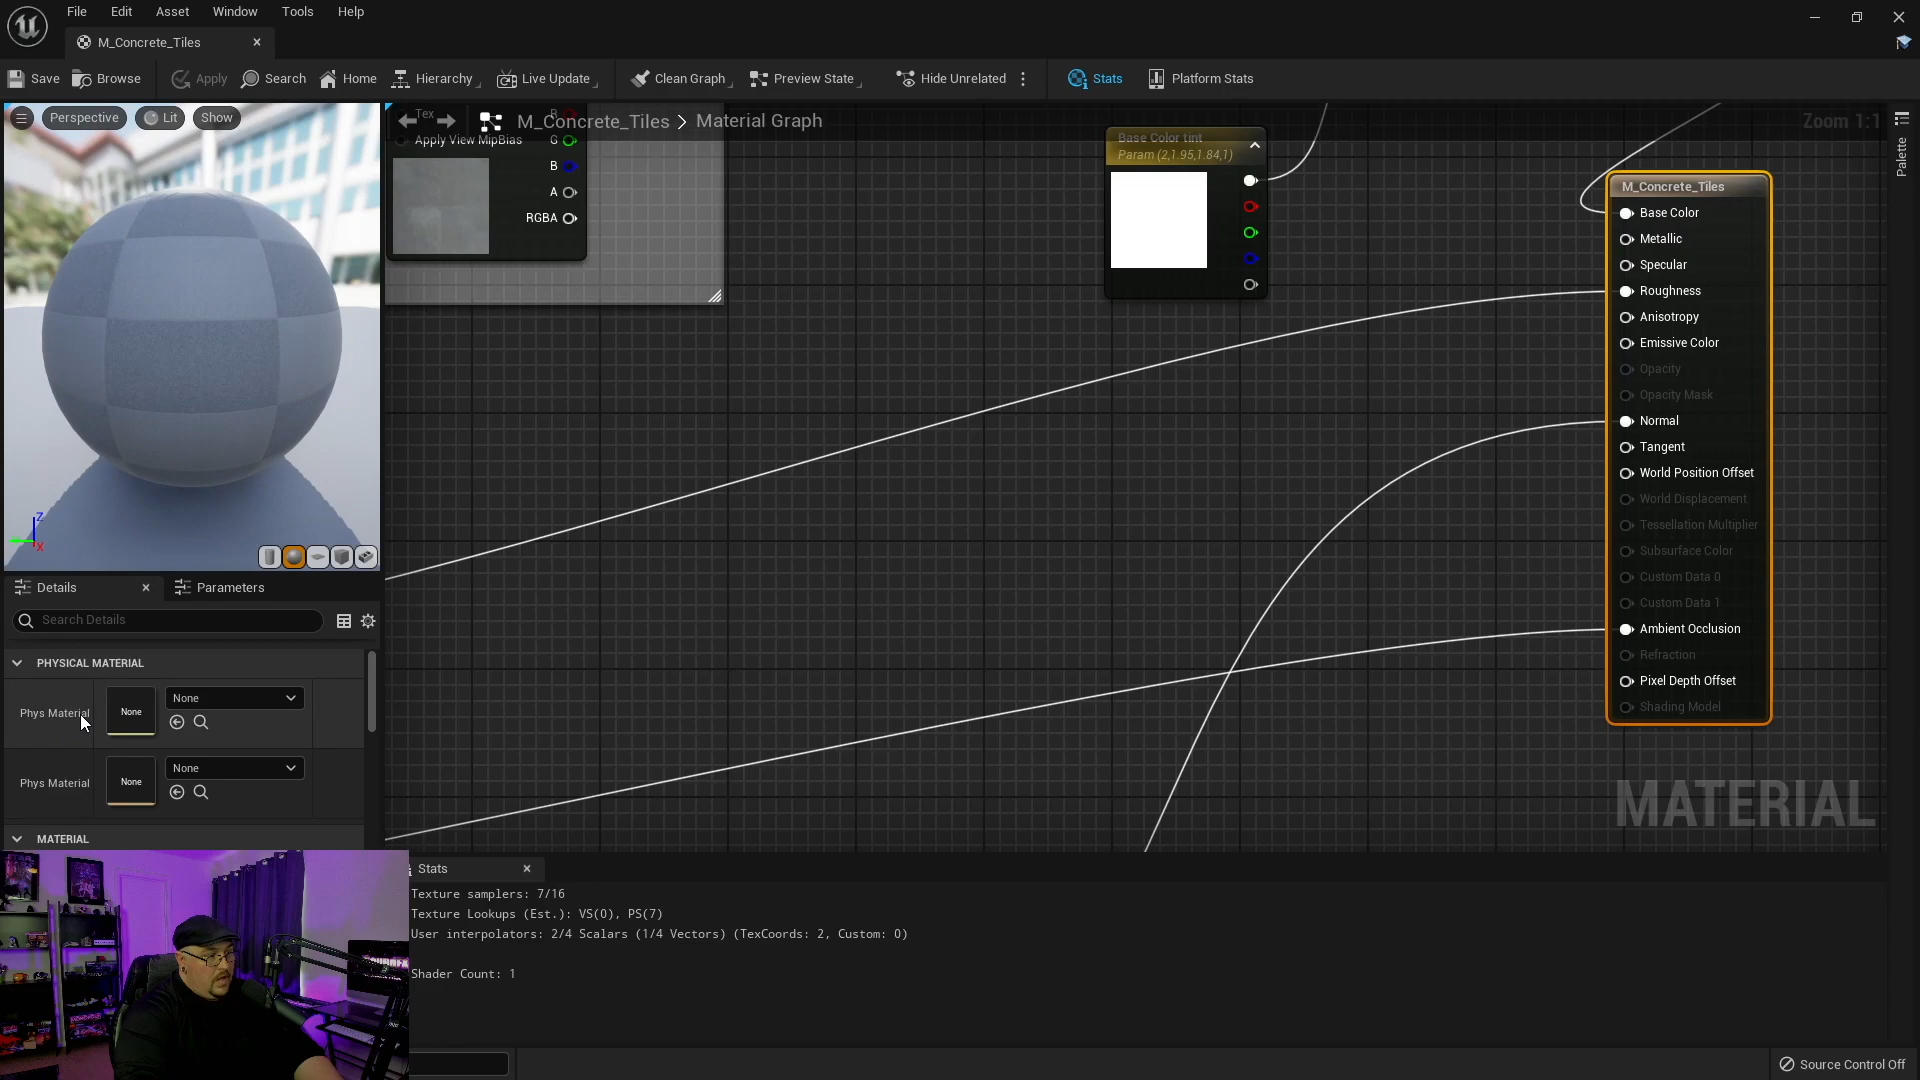 File Edit Asset Window Tools Help
M_Concrete_Tiles
Save Browse Apply Search Home Hierarchy Live Update Clean Graph Preview State Hide Unrelated Stats Platform Stats
Perspective Lit Show
M_Concrete_Tiles > Material Graph
Zoom 1:1
Palette
Tex R
Apply View MipBias G
B
A
RGBA
Base Color tint
Param (2,1.95,1.84,1)
M_Concrete_Tiles
Base Color
Metallic
Specular
Roughness
Anisotropy
Emissive Color
Opacity
Opacity Mask
Normal
Tangent
World Position Offset
World Displacement
Tessellation Multiplier
Subsurface Color
Custom Data 0
Custom Data 1
Ambient Occlusion
Refraction
Pixel Depth Offset
Shading Model
MATERIAL
Z
X
Details Parameters
Search Details
PHYSICAL MATERIAL
Phys Material None None
Phys Material None None
MATERIAL
Stats
Texture samplers: 7/16
Texture Lookups (Est.): VS(0), PS(7)
User interpolators: 2/4 Scalars (1/4 Vectors) (TexCoords: 2, Custom: 0)
Shader Count: 1
Source Control Off